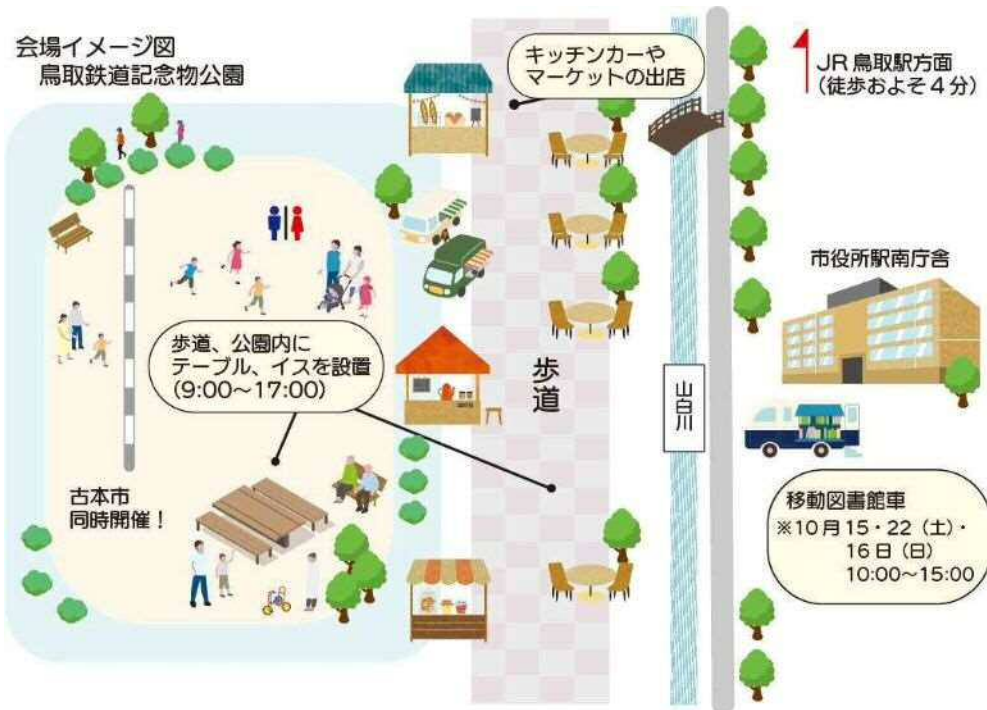 会場イメージ図
鳥取鉄道記念物公園
キッチンカーや
マーケットの出店
JR鳥取駅方面
(徒歩およそ4分)
市役所駅南庁舎
歩道、公園内に
テーブル、イスを設置
(9:00～17:00)
歩道
山白川
古本市
同時開催！
移動図書館車
※10月15・22(土)・
16日(日)
10:00～15:00